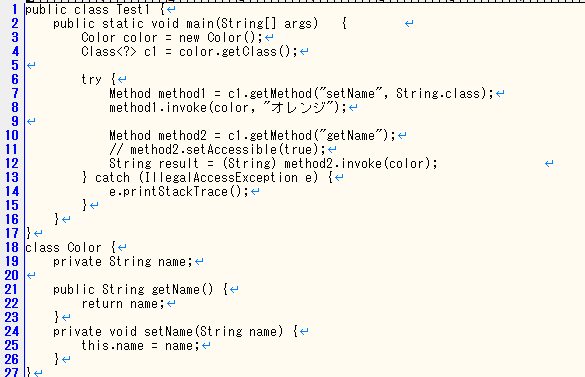 1 public class Test1 {↵
2     public static void main(String[] args)   {        ↵
3         Color color = new Color();↵
4         Class<?> c1 = color.getClass();↵
5 ↵
6         try {↵
7             Method method1 = c1.getMethod("setName", String.class);↵
8             method1.invoke(color, "オレンジ");↵
9 ↵
10             Method method2 = c1.getMethod("getName");↵
11             // method2.setAccessible(true);↵
12             String result = (String) method2.invoke(color);               ↵
13         } catch (IllegalAccessException e) {↵
14             e.printStackTrace();↵
15         }↵
16     }↵
17 }↵
18 class Color {↵
19     private String name;↵
20 ↵
21     public String getName() {↵
22         return name;↵
23     }↵
24     private void setName(String name) {↵
25         this.name = name;↵
26     }↵
27 }↵